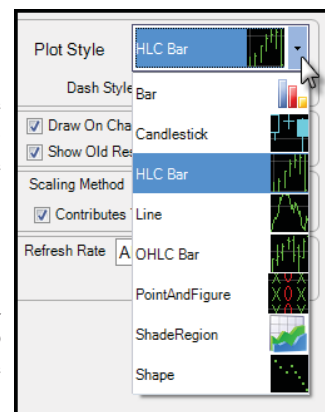 Plot Style HLC Bar
Dash Style
Bar
Draw On Cha
Candlestick
Show Old Res
HLC Bar
Scaling Method
Line
Contributes
Refresh Rate A
OHLC Bar
PointAndFigure
ShadeRegion
Shape